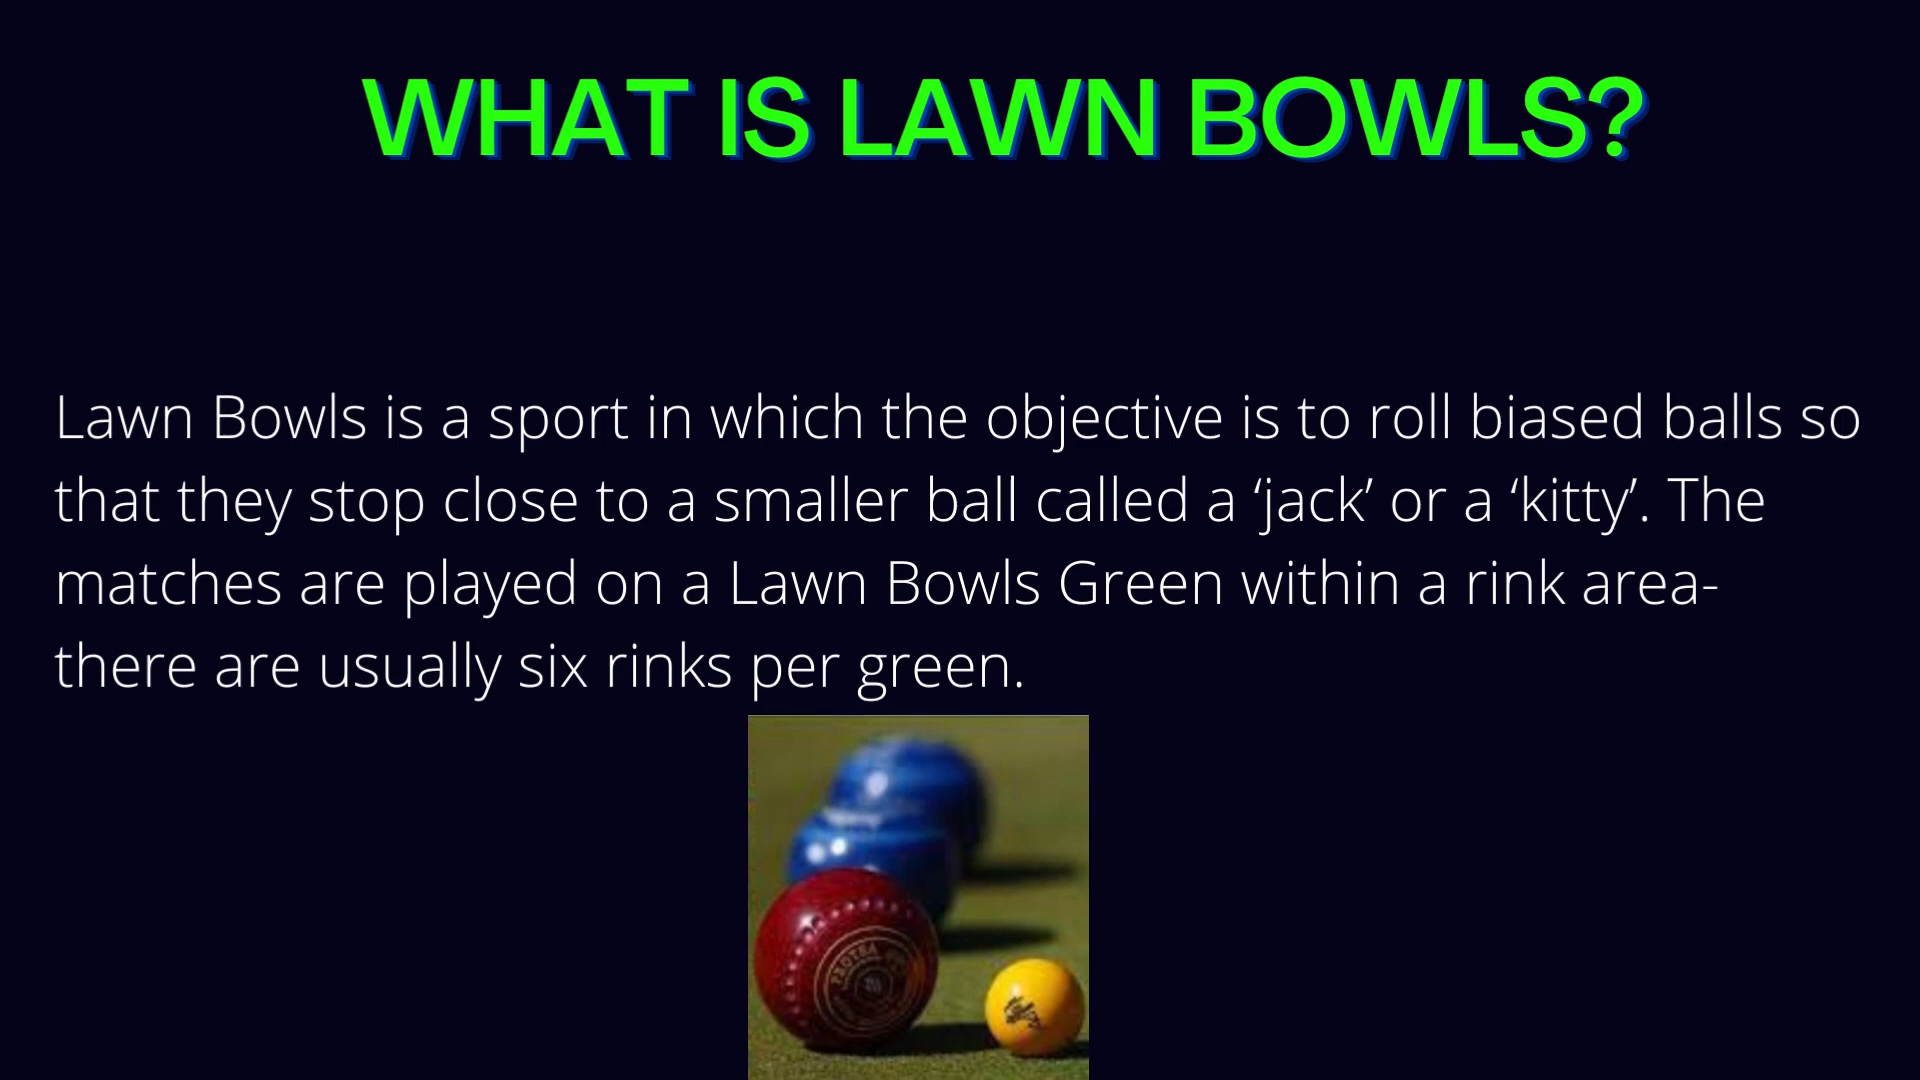 WHAT IS LAWN BOWLS?
Lawn Bowls is a sport in which the objective is to roll biased balls so
that they stop close to a smaller ball called a ‘jack’ or a ‘kitty’. The
matches are played on a Lawn Bowls Green within a rink area-
there are usually six rinks per green.